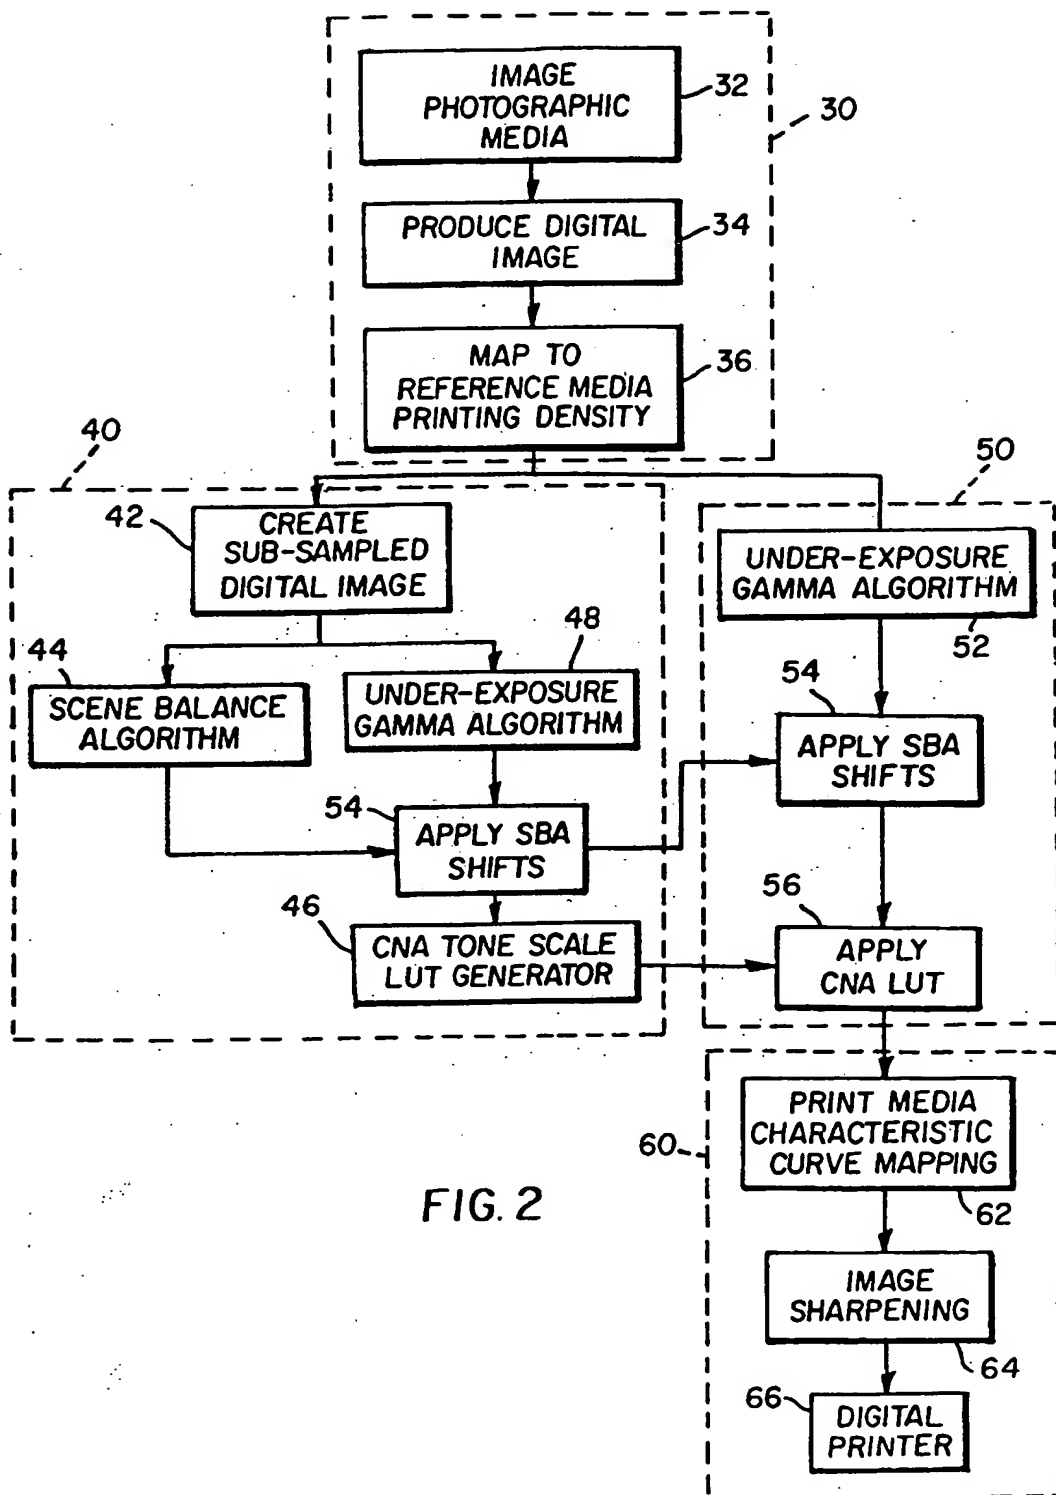 IMAGE
PHOTOGRAPHIC
MEDIA
32
30
PRODUCE DIGITAL
IMAGE
34
MAP TO
REFERENCE MEDIA
PRINTING DENSITY
36
40
50
42
CREATE
SUB-SAMPLED
DIGITAL IMAGE
UNDER-EXPOSURE
GAMMA ALGORITHM
52
44
SCENE BALANCE
ALGORITHM
48
UNDER-EXPOSURE
GAMMA ALGORITHM
54
APPLY SBA
SHIFTS
54
APPLY SBA
SHIFTS
46
CNA TONE SCALE
LUT GENERATOR
56
APPLY
CNA LUT
60
PRINT MEDIA
CHARACTERISTIC
CURVE MAPPING
62
FIG. 2
IMAGE
SHARPENING
64
66
DIGITAL
PRINTER